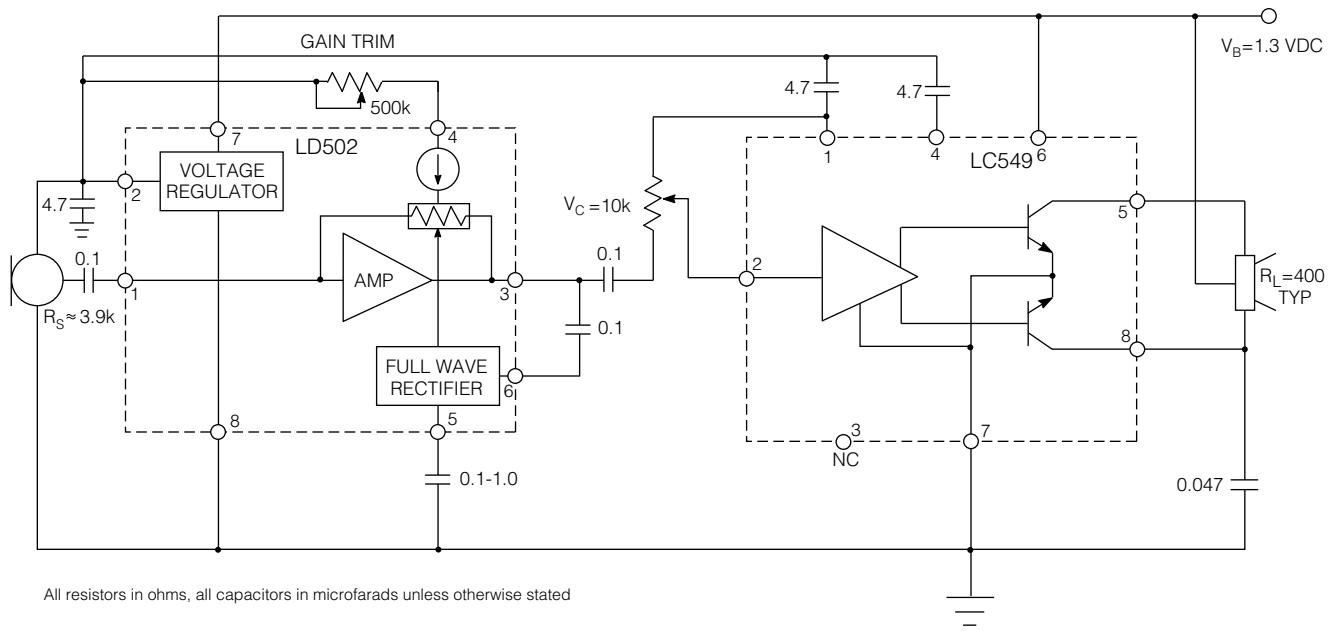 V_B=1.3 VDC
GAIN TRIM
500k
4.7
4.7
7
LD502
4
1
4
LC549
6
VOLTAGE
REGULATOR
2
4.7
V_C=10k
5
0.1
1
AMP
3
0.1
2
R_L=400
TYP
R_S≈3.9k
0.1
8
FULL WAVE
RECTIFIER
6
8
5
3
NC
7
0.1-1.0
0.047
All resistors in ohms, all capacitors in microfarads unless otherwise stated